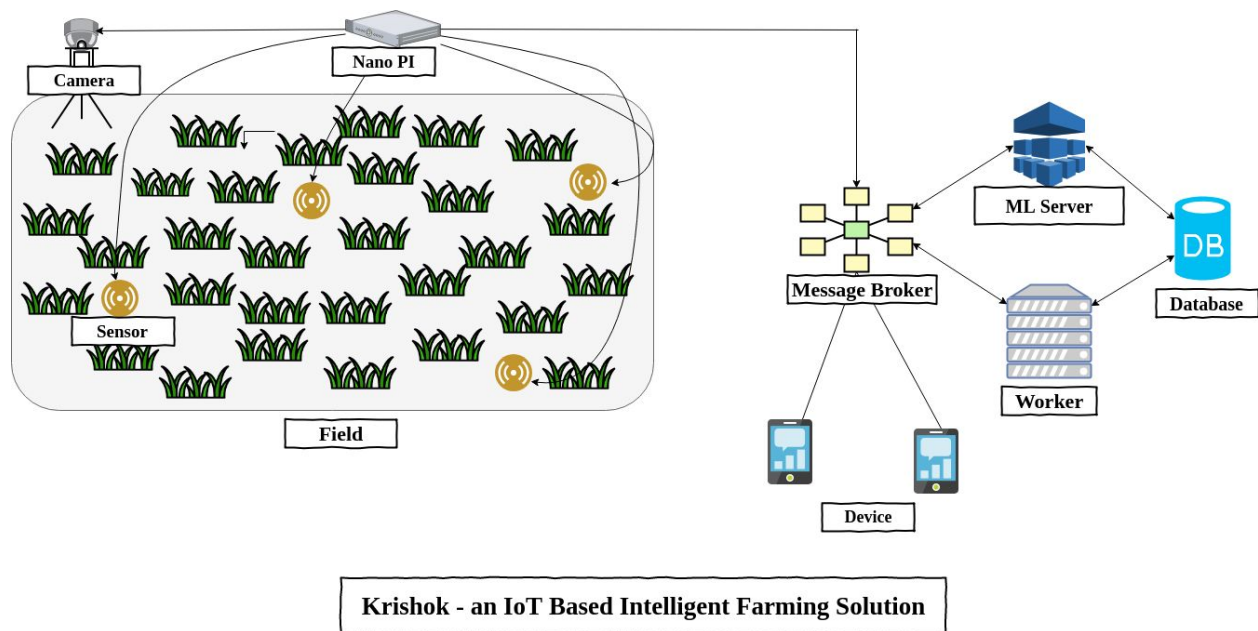 Camera
Nano PI
ML Server
Message Broker
DB
Database
Sensor
Worker
Field
Device
Krishok - an IoT Based Intelligent Farming Solution